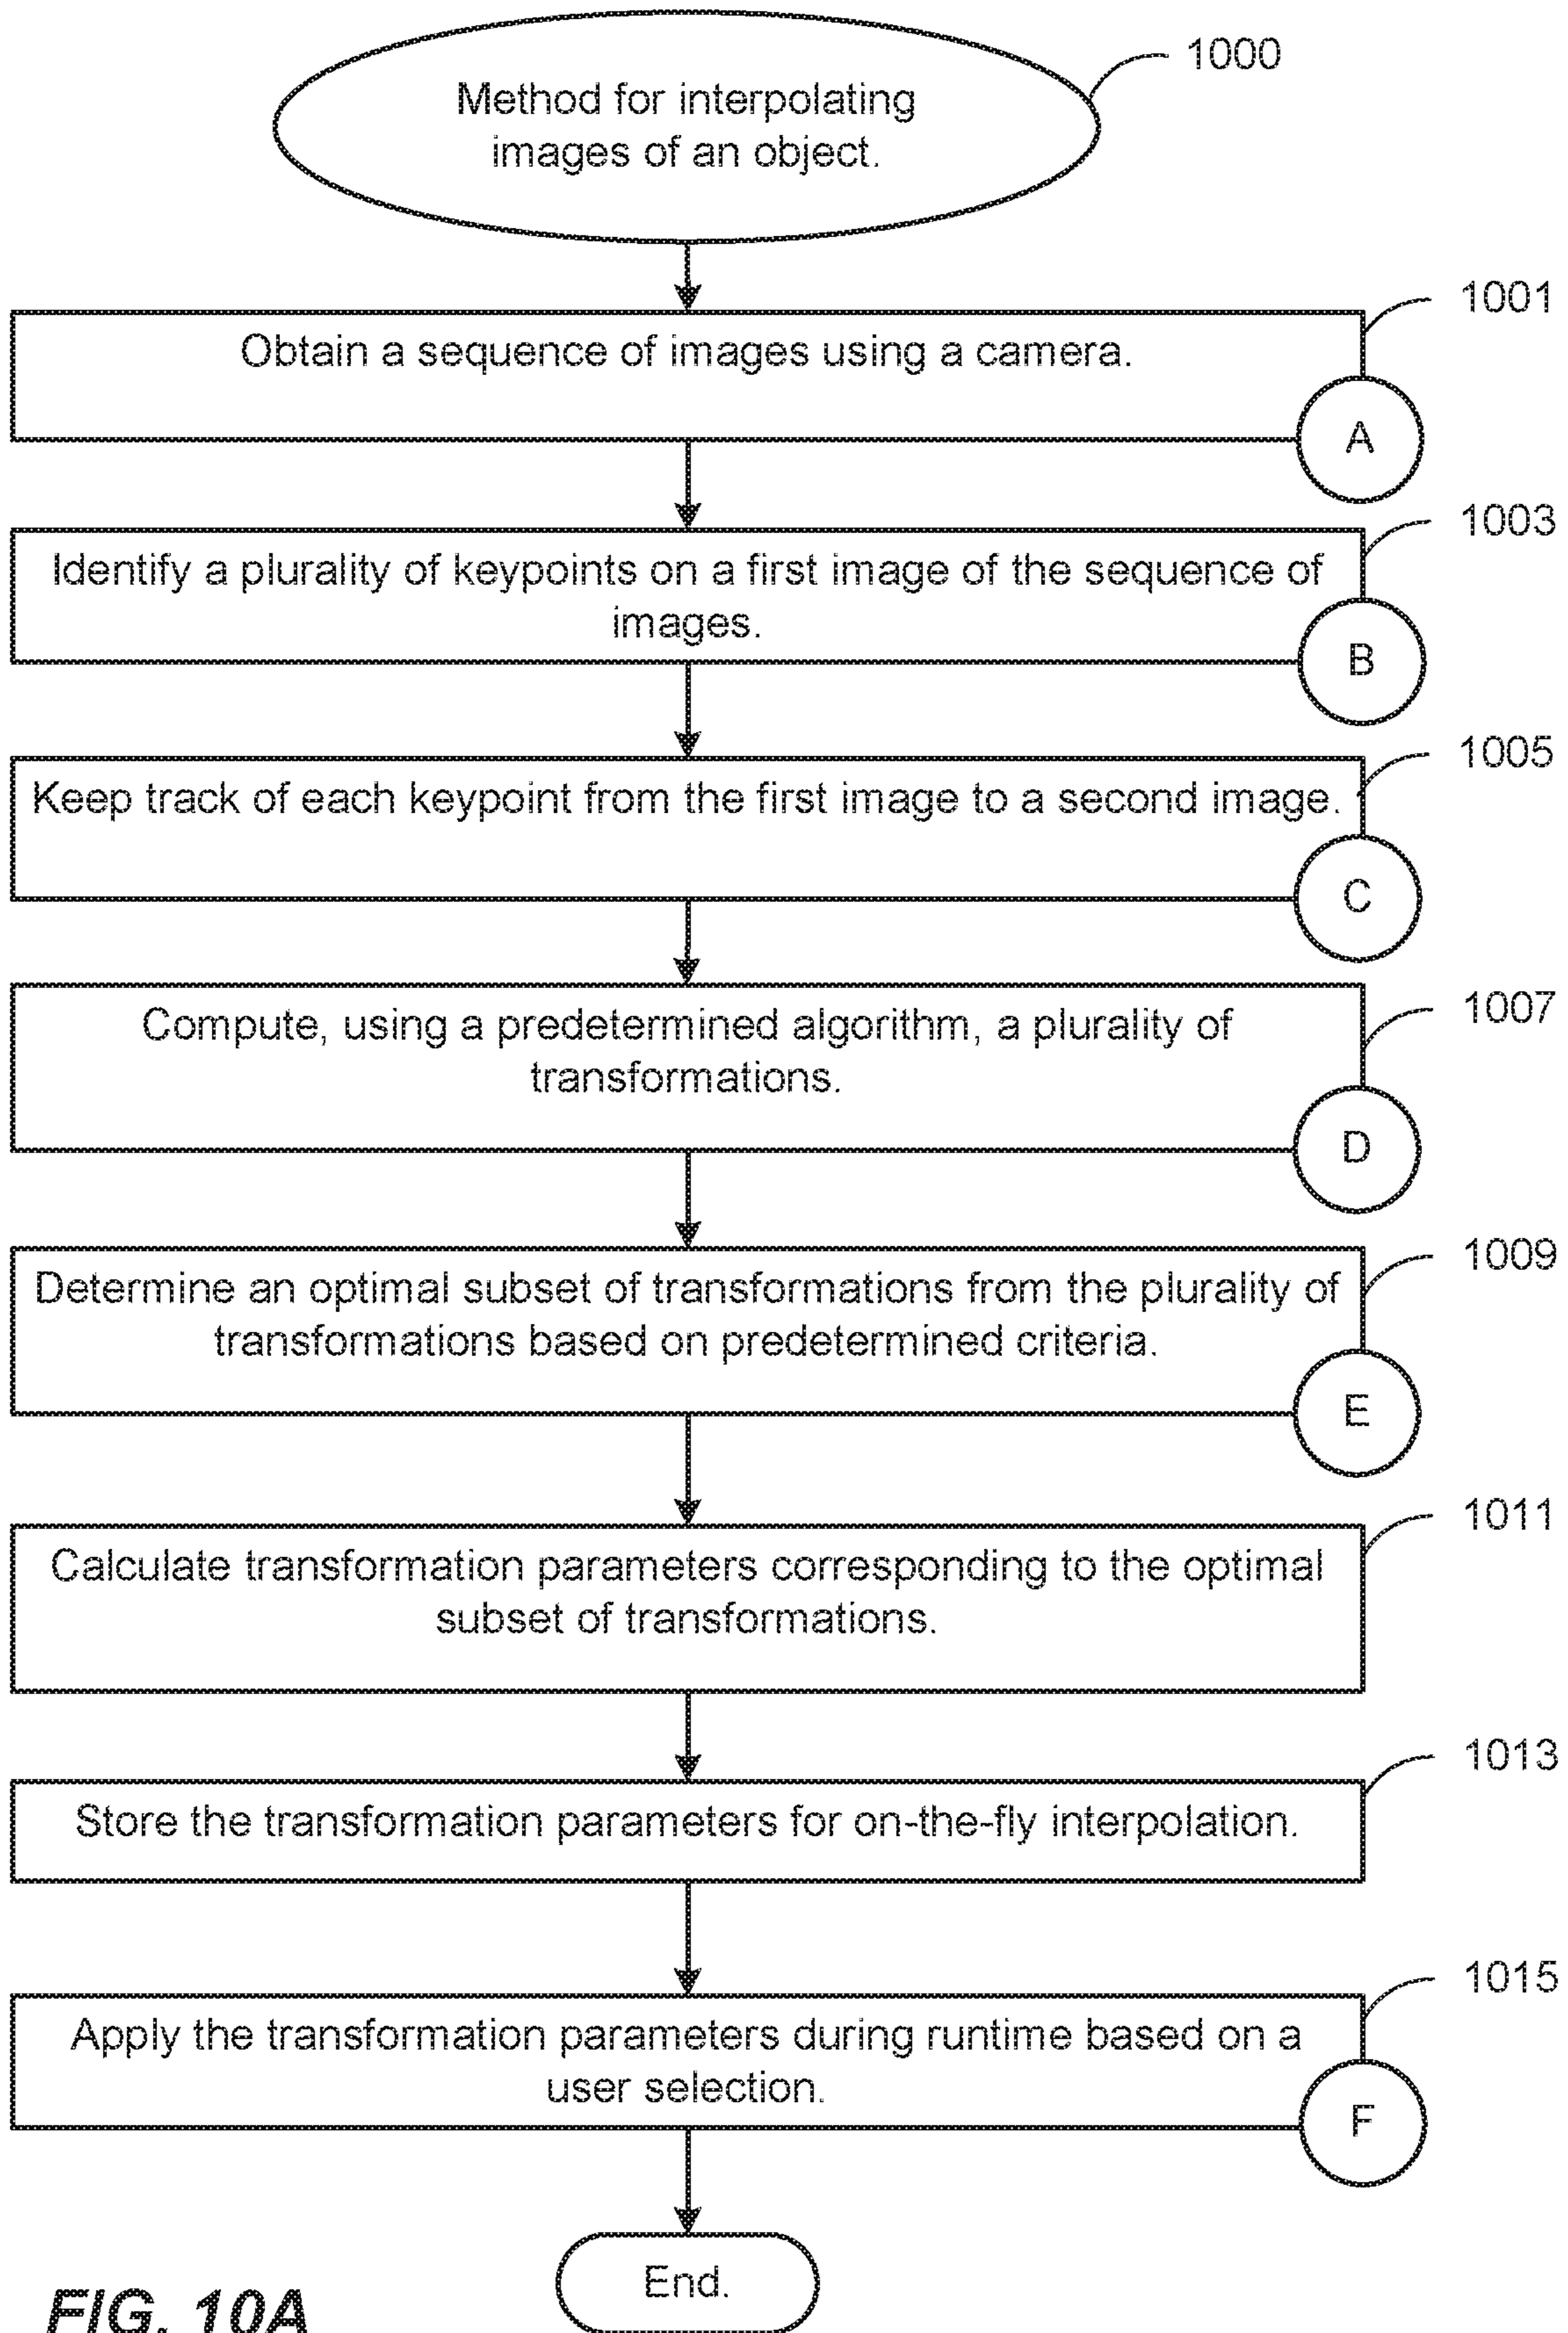 1000
Method for interpolating
images of an object.
1001
Obtain a sequence of images using a camera.
A
1003
Identify a plurality of keypoints on a first image of the sequence of
images.
B
1005
Keep track of each keypoint from the first image to a second image.
C
1007
Compute, using a predetermined algorithm, a plurality of
transformations.
D
1009
Determine an optimal subset of transformations from the plurality of
transformations based on predetermined criteria.
E
1011
Calculate transformation parameters corresponding to the optimal
subset of transformations.
1013
Store the transformation parameters for on-the-fly interpolation.
1015
Apply the transformation parameters during runtime based on a
user selection.
F
End.
FIG. 10A